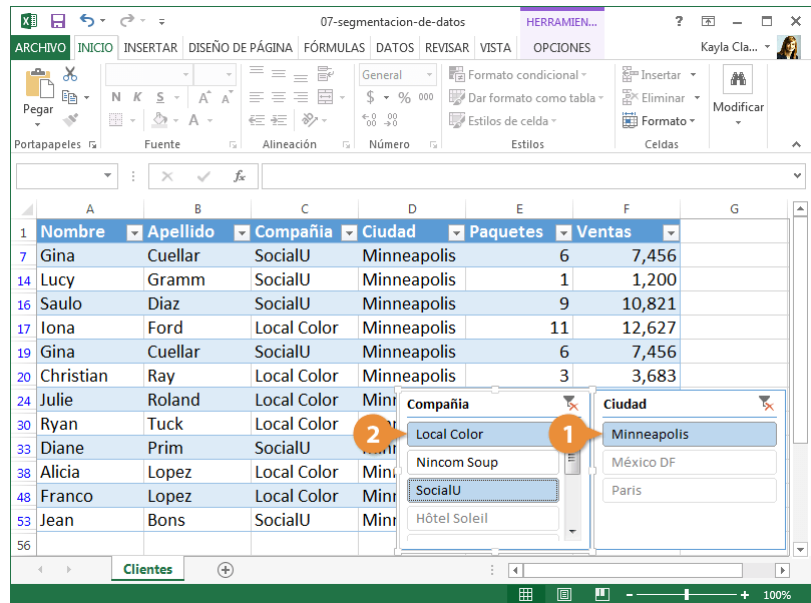 07-segmentacion-de-datos HERRAMIEN... ?
ARCHIVO INICIO INSERTAR DISEÑO DE PÁGINA FÓRMULAS DATOS REVISAR VISTA OPCIONES Kayla Cla...
Pegar
N K S A A
A
General
$ % 000
Formato condicional
Dar formato como tabla
Estilos de celda
Insertar
Eliminar
Formato
Modificar
Portapapeles Fuente Alineación Número Estilos Celdas
fx
A B C D E F G
1 Nombre Apellido Compañia Ciudad Paquetes Ventas
7 Gina Cuellar SocialU Minneapolis 6 7,456
14 Lucy Gramm SocialU Minneapolis 1 1,200
16 Saulo Diaz SocialU Minneapolis 9 10,821
17 Iona Ford Local Color Minneapolis 11 12,627
19 Gina Cuellar SocialU Minneapolis 6 7,456
20 Christian Ray Local Color Minneapolis 3 3,683
24 Julie Roland Local Color Minn
30 Ryan Tuck Local Color
33 Diane Prim SocialU
38 Alicia Lopez Local Color Minn
48 Franco Lopez Local Color Minn
53 Jean Bons SocialU Minn
56
Compañia
2 Local Color
Nincom Soup
SocialU
Hôtel Soleil
Ciudad
1 Minneapolis
México DF
Paris
Clientes
100%